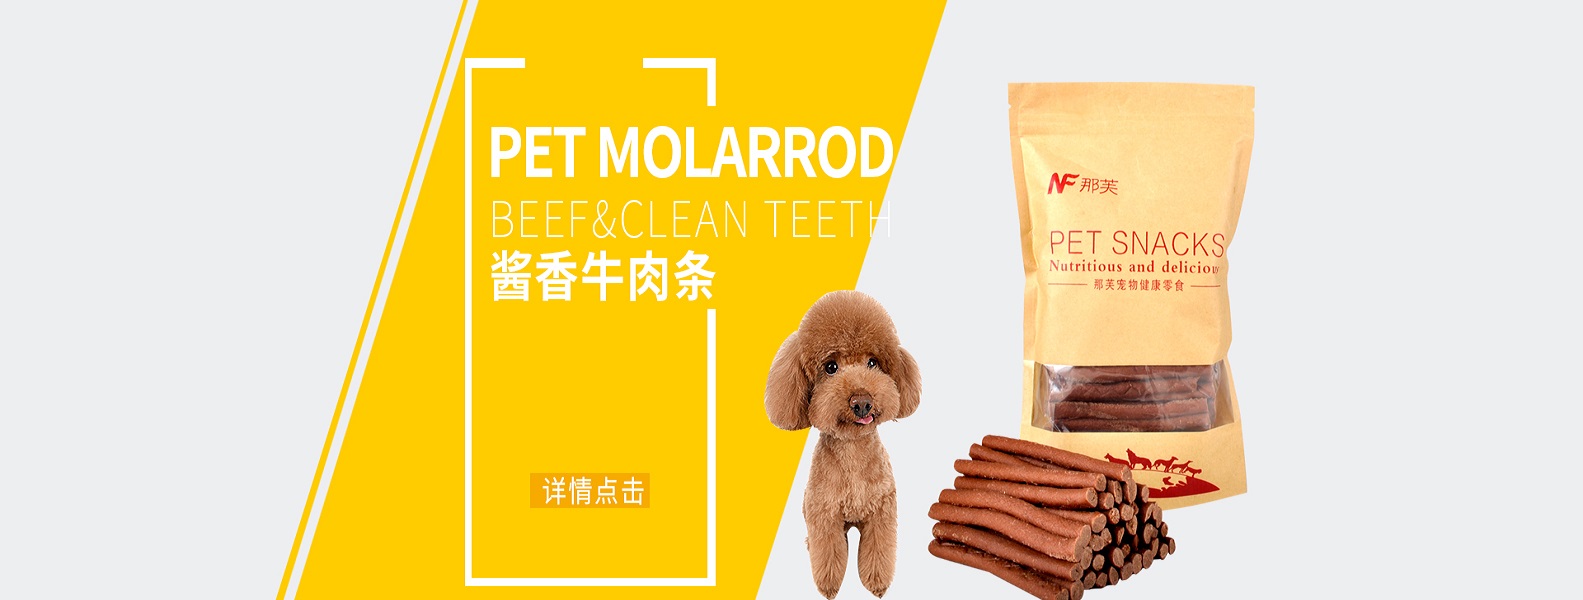 PET MOLARROD
BEEF&CLEAN TEETH
酱香牛肉条
详情点击
NF 那芙
PET SNACKS
Nutritious and deliciou
那芙宠物健康零食